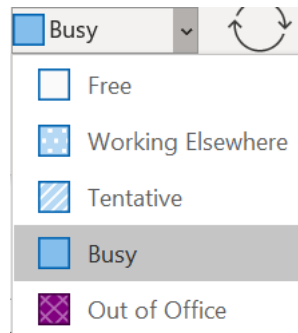 Busy
Free
Working Elsewhere
Tentative
Busy
Out of Office